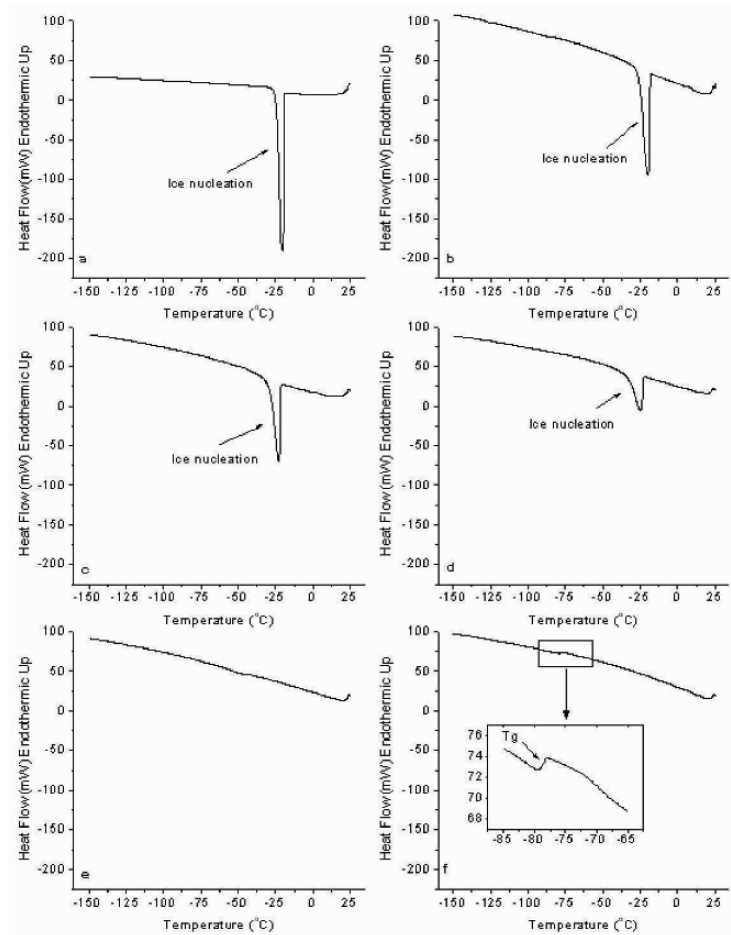 100
50
0
-50
-100
-150
-200
Heat Flow(mW) Endothermic Up
Ice nucleation
a
-150 -125 -100 -75 -50 -25 0 25
Temperature (°C)
100
50
0
-50
-100
-150
-200
Heat Flow (mW) Endothermic Up
Ice nucleation
b
-150 -125 -100 -75 -50 -25 0 25
Temperature (°C)
100
50
0
-50
-100
-150
-200
Heat Flow (mW) Endothermic Up
Ice nucleation
c
-150 -125 -100 -75 -50 -25 0 25
Temperature (°C)
100
50
0
-50
-100
-150
-200
Heat Flow (mW) Endothermic Up
Ice nucleation
d
-150 -125 -100 -75 -50 -25 0 25
Temperature (°C)
100
50
0
-50
-100
-150
-200
Heat Flow (mW) Endothermic Up
e
-150 -125 -100 -75 -50 -25 0 25
Temperature (°C)
100
50
0
-50
-100
-150
-200
Heat Flow (mW) Endothermic Up
76
74
72
70
68
Tg
-85 -80 -75 -70 -65
f
-150 -125 -100 -75 -50 -25 0 25
Temperature (°C)